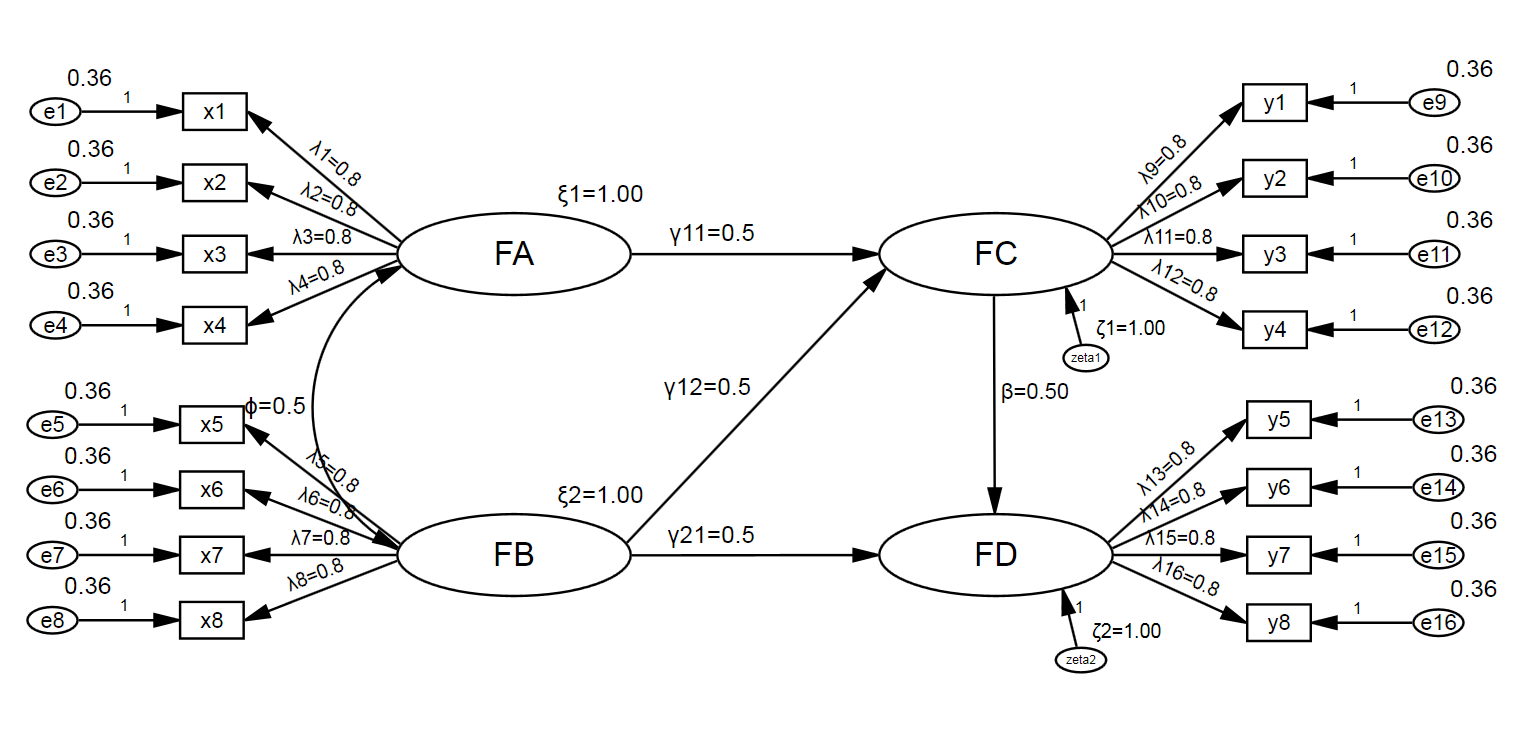 0.36
e1
1
x1
0.36
e2
1
x2
0.36
e3
1
x3
0.36
e4
1
x4
λ1=0.8
λ2=0.8
λ3=0.8
λ4=0.8
ξ1=1.00
FA
γ11=0.5
FC
1
ζ1=1.00
zeta1
λ9=0.8
λ10=0.8
λ11=0.8
λ12=0.8
0.36
y1
1
e9
0.36
y2
1
e10
0.36
y3
1
e11
0.36
y4
1
e12
ϕ=0.5
γ12=0.5
β=0.50
0.36
e5
1
x5
0.36
e6
1
x6
0.36
e7
1
x7
0.36
e8
1
x8
λ5=0.8
λ6=0.8
λ7=0.8
λ8=0.8
ξ2=1.00
FB
γ21=0.5
FD
1
ζ2=1.00
zeta2
λ13=0.8
λ14=0.8
λ15=0.8
λ16=0.8
0.36
y5
1
e13
0.36
y6
1
e14
0.36
y7
1
e15
0.36
y8
1
e16